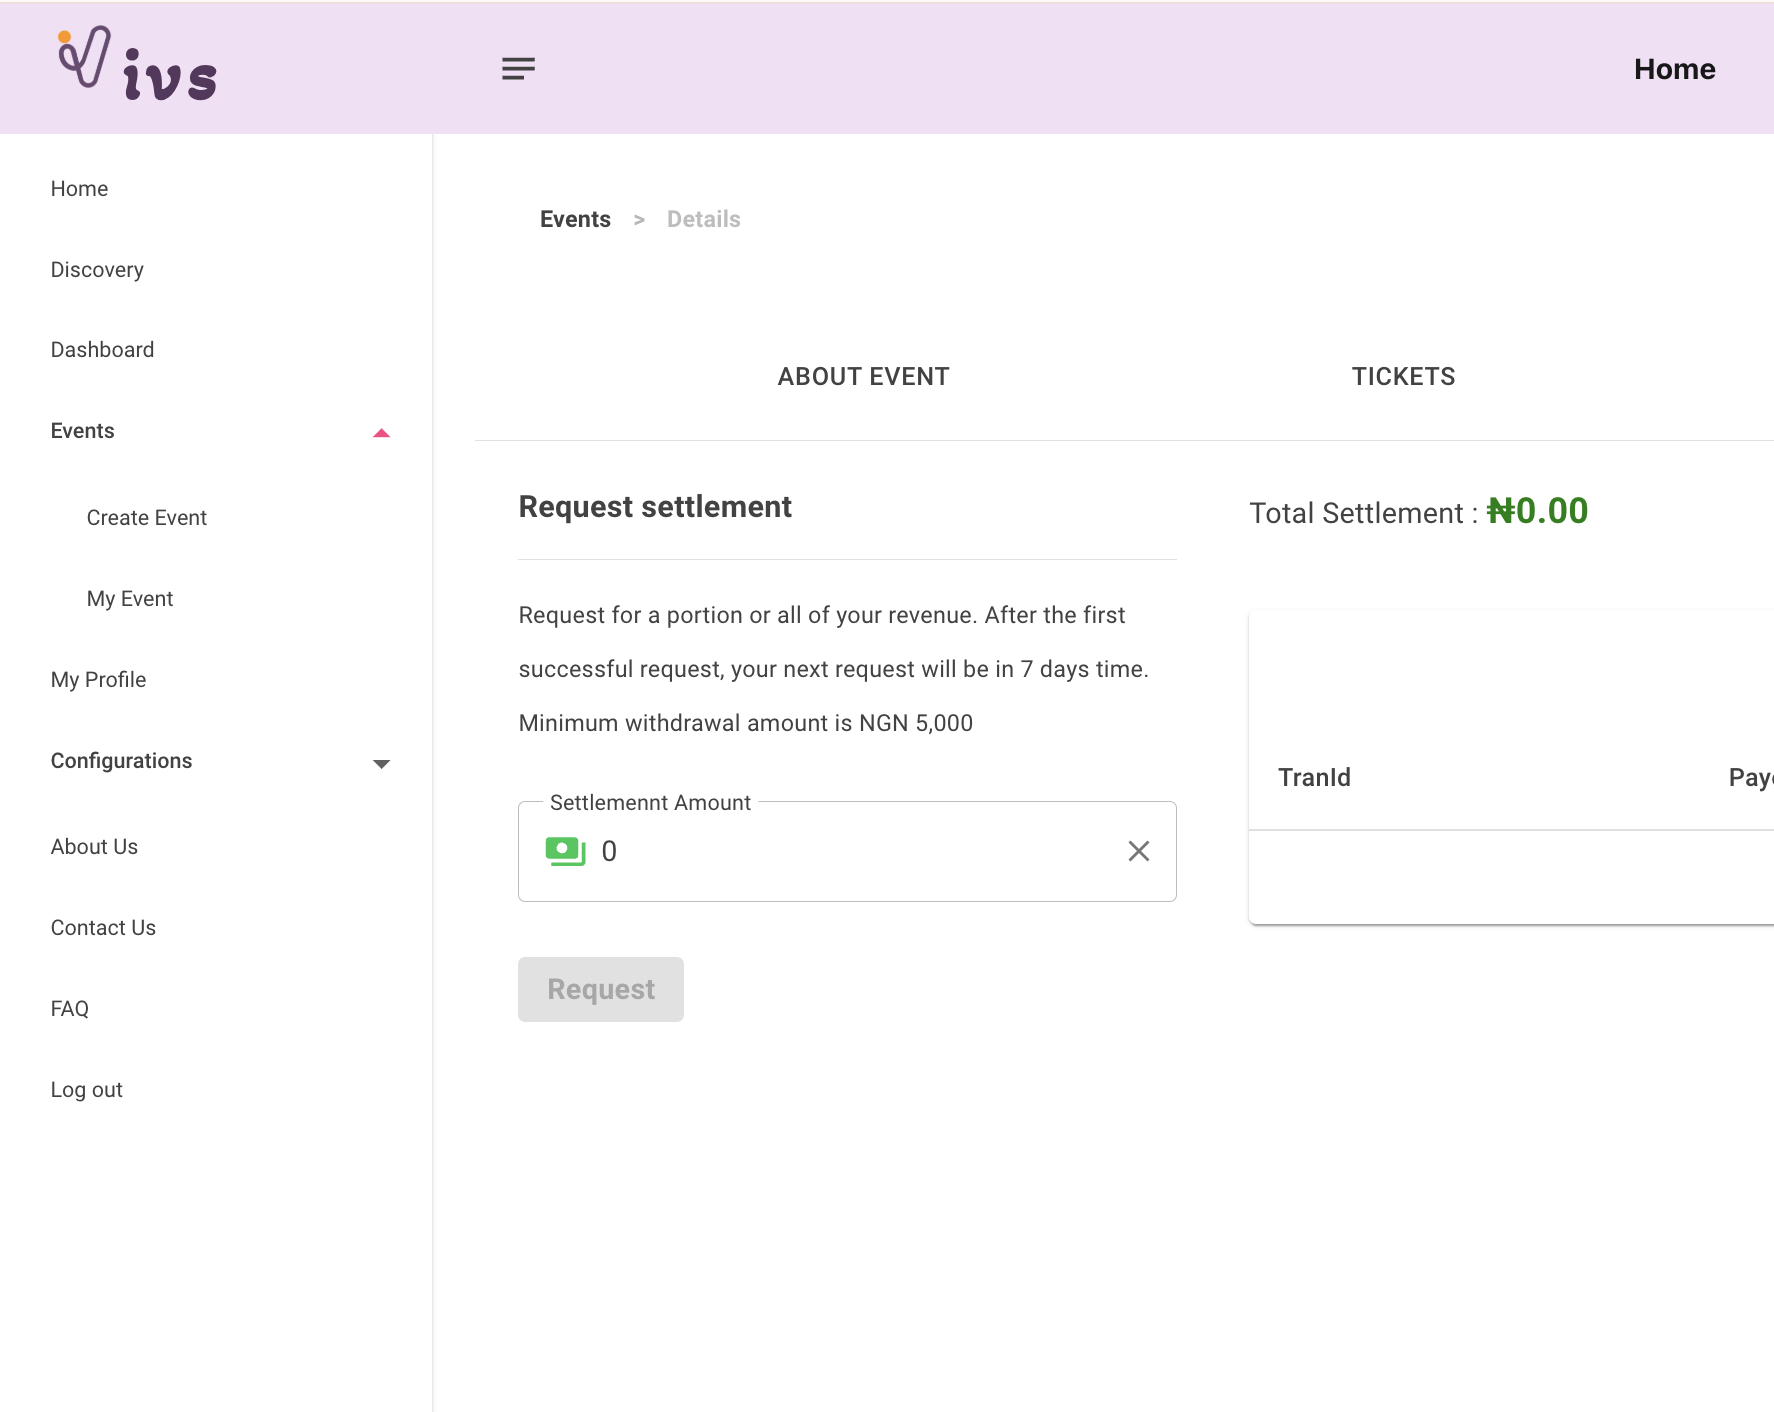 Vivs
Home
Home
Discovery
Dashboard
Events
Create Event
My Event
My Profile
Configurations
About Us
Contact Us
FAQ
Log out
Events > Details
ABOUT EVENT
TICKETS
Request settlement
Request for a portion or all of your revenue. After the first
successful request, your next request will be in 7 days time.
Minimum withdrawal amount is NGN 5,000
Settlemennt Amount
0
Request
Total Settlement : ₦0.00
TranId